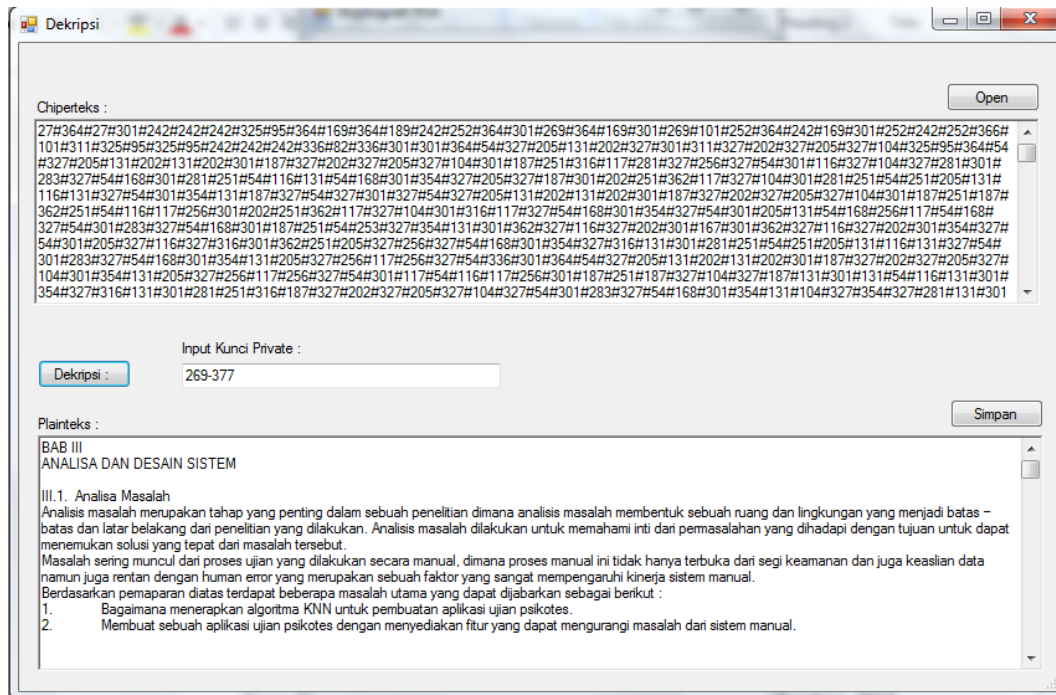 Dekripsi
Open
Chiperteks :
27#364#27#301#242#242#242#325#95#364#169#364#189#242#252#364#301#269#364#169#301#269#101#252#364#242#169#301#252#242#252#366#
101#311#325#95#325#95#242#242#242#336#82#336#301#301#364#54#327#205#131#202#327#301#311#327#202#327#205#327#104#325#95#364#54
#327#205#131#202#131#202#301#187#327#202#327#205#327#104#301#187#251#316#117#281#327#256#327#54#301#116#327#104#327#281#301#
283#327#54#168#301#281#251#54#116#131#54#168#301#354#327#205#327#187#301#202#251#362#117#327#104#301#281#251#54#251#205#131#
116#131#327#54#301#354#131#187#327#54#327#301#327#54#327#205#131#202#131#202#301#187#327#202#327#205#327#104#301#187#251#187#
362#251#54#116#117#256#301#202#251#362#117#327#104#301#316#117#327#54#168#301#354#327#54#301#205#131#54#168#256#117#54#168#
327#54#301#283#327#54#168#301#187#251#54#253#327#354#131#301#362#327#116#327#202#301#167#301#362#327#116#327#202#301#354#327#
54#301#205#327#116#327#316#301#362#251#205#327#256#327#54#168#301#354#327#316#131#301#281#251#54#251#205#131#116#131#327#54#
301#283#327#54#168#301#354#131#205#327#256#117#256#327#54#336#301#364#54#327#205#131#202#131#202#301#187#327#202#327#205#327#
104#301#354#131#205#327#256#117#256#327#54#301#117#54#116#117#256#301#187#251#187#327#104#327#187#131#301#131#54#116#131#301#
354#327#316#131#301#281#251#316#187#327#202#327#205#327#104#327#54#301#283#327#54#168#301#354#131#104#327#354#327#281#131#301
Input Kunci Private :
Dekripsi :
269-377
Simpan
Plainteks :
BAB III
ANALISA DAN DESAIN SISTEM
III.1. Analisa Masalah
Analisis masalah merupakan tahap yang penting dalam sebuah penelitian dimana analisis masalah membentuk sebuah ruang dan lingkungan yang menjadi batas –
batas dan latar belakang dari penelitian yang dilakukan. Analisis masalah dilakukan untuk memahami inti dari permasalahan yang dihadapi dengan tujuan untuk dapat
menemukan solusi yang tepat dari masalah tersebut.
Masalah sering muncul dari proses ujian yang dilakukan secara manual, dimana proses manual ini tidak hanya terbuka dari segi keamanan dan juga keaslian data
namun juga rentan dengan human error yang merupakan sebuah faktor yang sangat mempengaruhi kinerja sistem manual.
Berdasarkan pemaparan diatas terdapat beberapa masalah utama yang dapat dijabarkan sebagai berikut :
1. Bagaimana menerapkan algoritma KNN untuk pembuatan aplikasi ujian psikotes.
2. Membuat sebuah aplikasi ujian psikotes dengan menyediakan fitur yang dapat mengurangi masalah dari sistem manual.